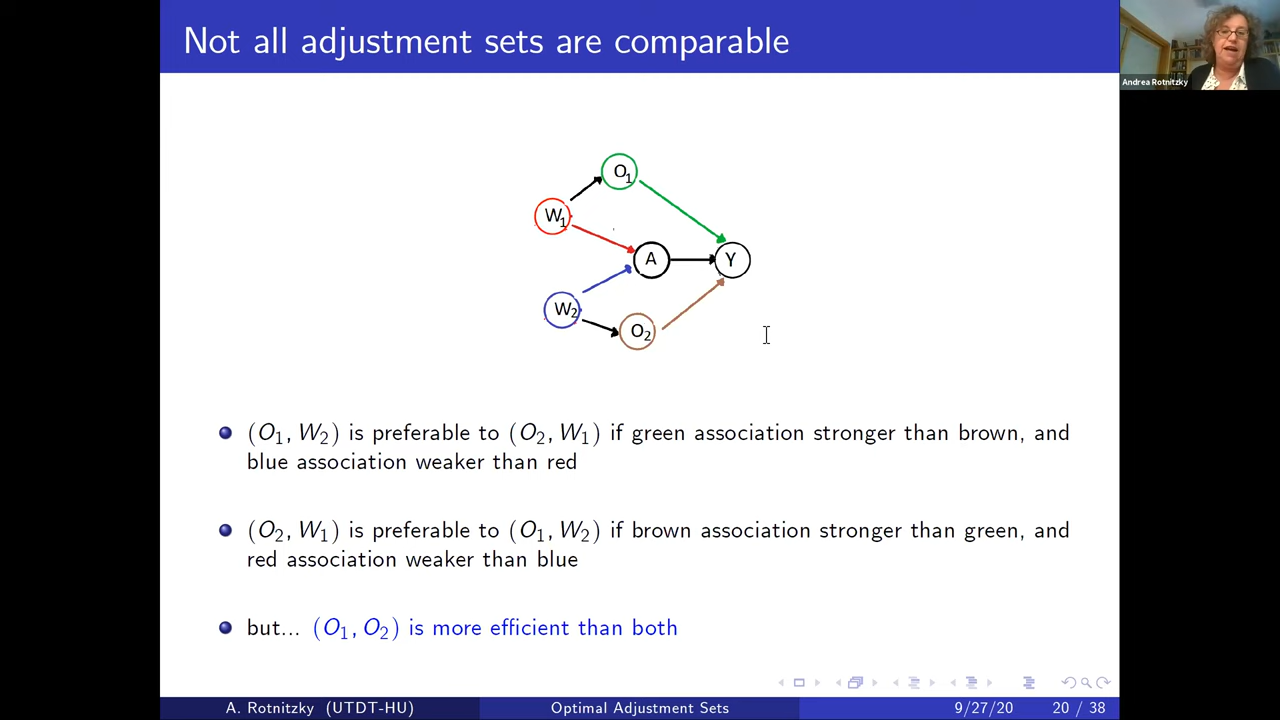 Not all adjustment sets are comparable
Andrea Rotnitzky
O1
W1
A
Y
W2
O2
(O1, W2) is preferable to (O2, W1) if green association stronger than brown, and
blue association weaker than red
(O2, W1) is preferable to (O1, W2) if brown association stronger than green, and
red association weaker than blue
but... (O1, O2) is more efficient than both
A. Rotnitzky (UTDT-HU)
Optimal Adjustment Sets
9/27/20
20 / 38